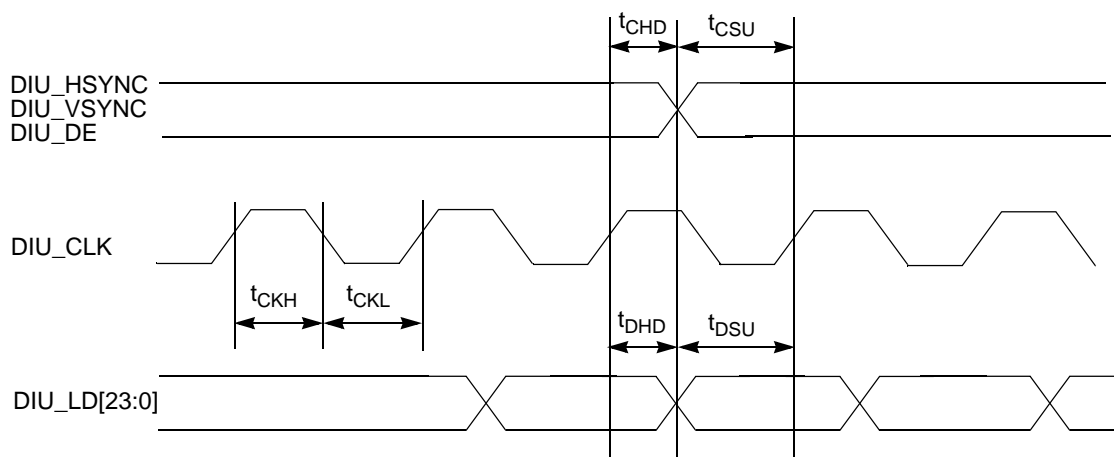 tCHD tCSU
DIU_HSYNC
DIU_VSYNC
DIU_DE
DIU_CLK
tCKH tCKL
tDHD tDSU
DIU_LD[23:0]